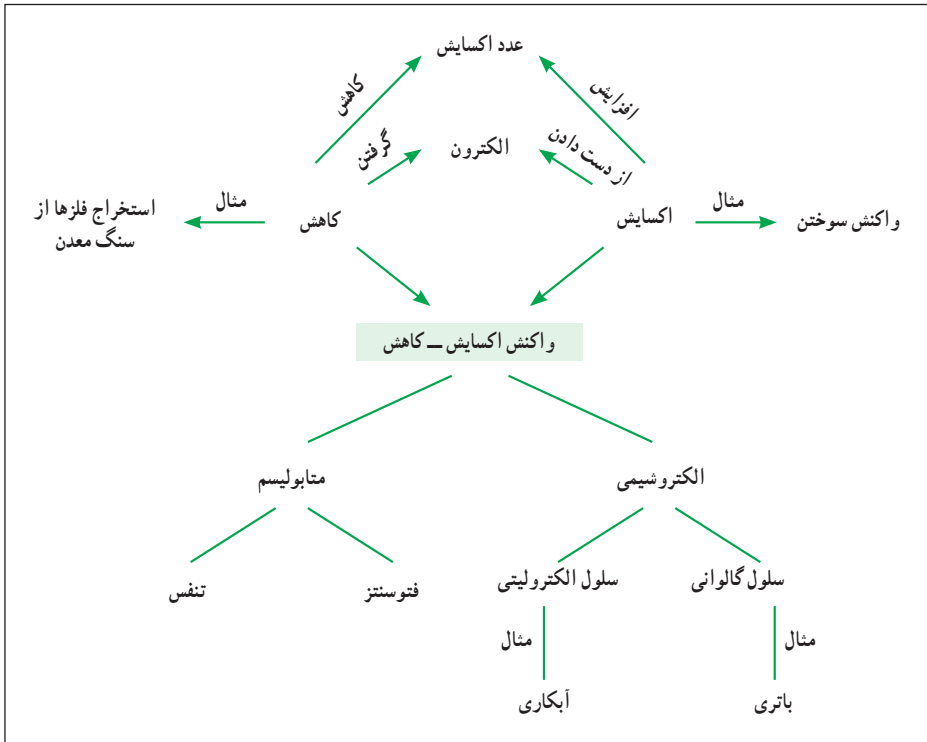 عدد اکسایش
افزایش
کاهش
الکترون
از دست دادن
گرفتن
واکنش سوختن
مثال
اکسایش
کاهش
مثال
استخراج فلزها از
سنگ معدن
واکنش اکسایش ــ کاهش
الکتروشیمی
متابولیسم
سلول گالوانی
سلول الکترولیتی
فتوسنتز
تنفس
مثال
مثال
باتری
آبکاری